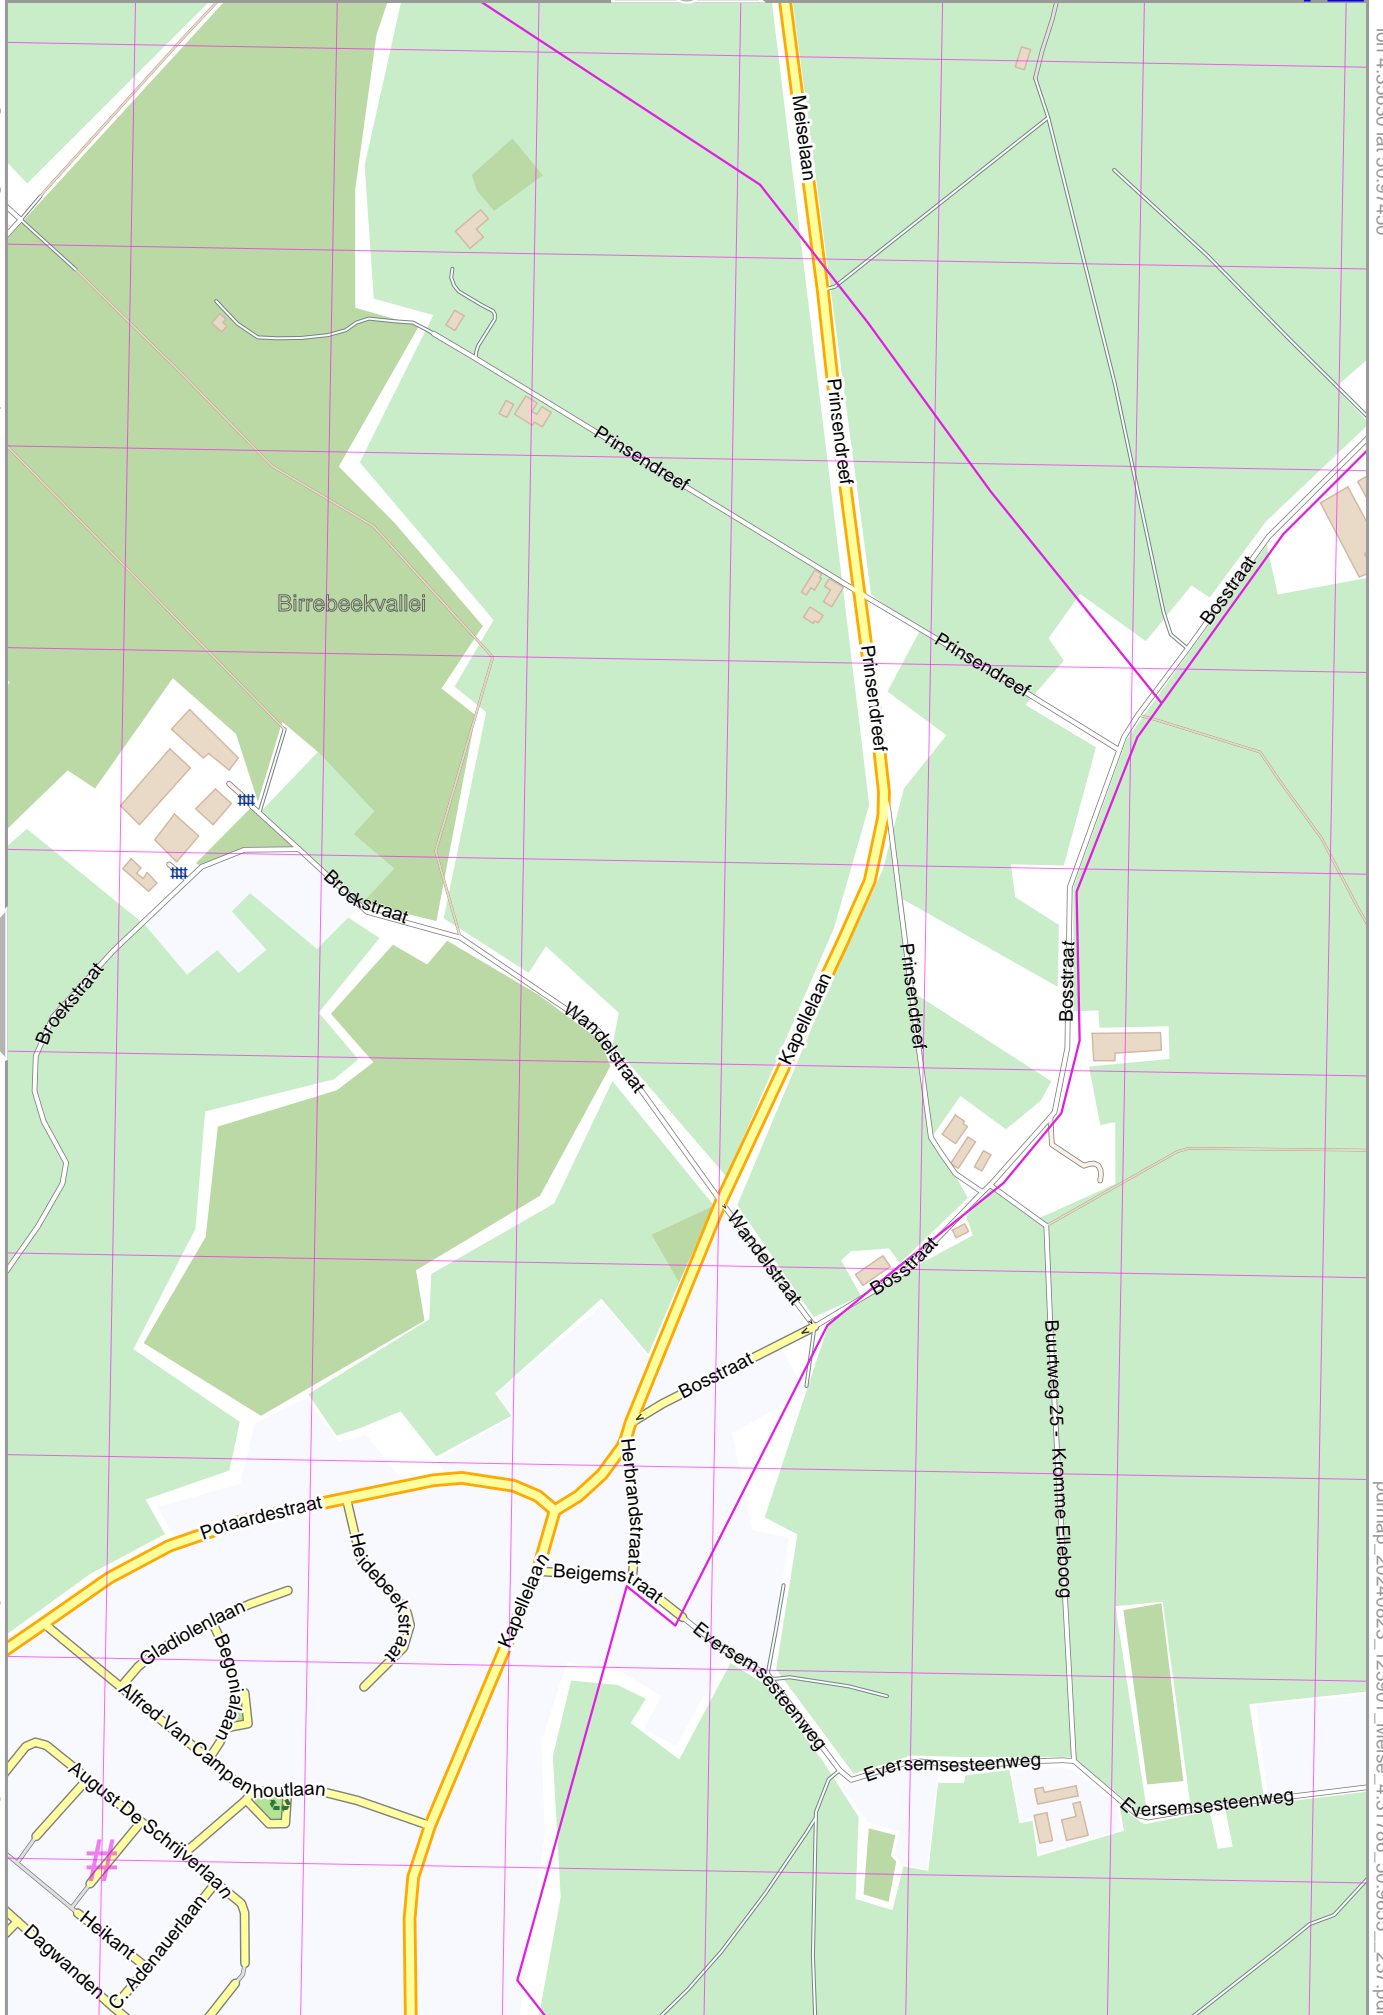 Meiselaan
Prinsendreef
Prinsendreef
Bosstraat
Birrebeekvallei
Prinsendreef
Prinsendreef
Broekstraat
Bosstraat
Prinsendreef
Broekstraat
Kapellelaan
Wandelstraat
Wandelstraat
Bosstraat
Bosstraat
Buurtweg 25 - Kromme Elleboog
Herbrandstraat
Potaardestraat
Heidebeekstraat
Kapellelaan
Beigemstraat
Gladiolenlaan
Begonialaan
Eversemsesteenweg
Alfred Van Campenhoutlaan
Eversemsesteenweg
August De Schrijverlaan
Eversemsesteenweg
#
Heikant
C. Adenauerlaan
Dagwanden